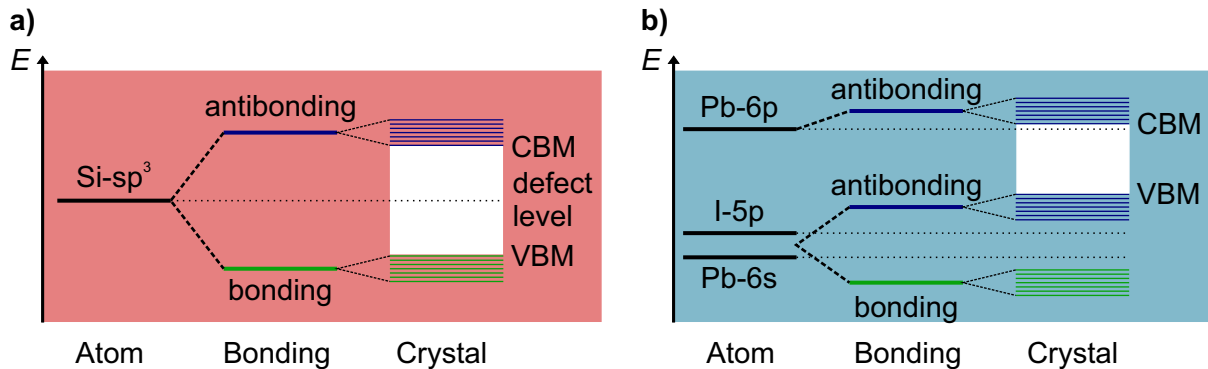 a)
E
antibonding
Si-sp³
CBM
defect
level
VBM
bonding
Atom
Bonding
Crystal
b)
E
Pb-6p
antibonding
CBM
antibonding
VBM
I-5p
Pb-6s
bonding
Atom
Bonding
Crystal